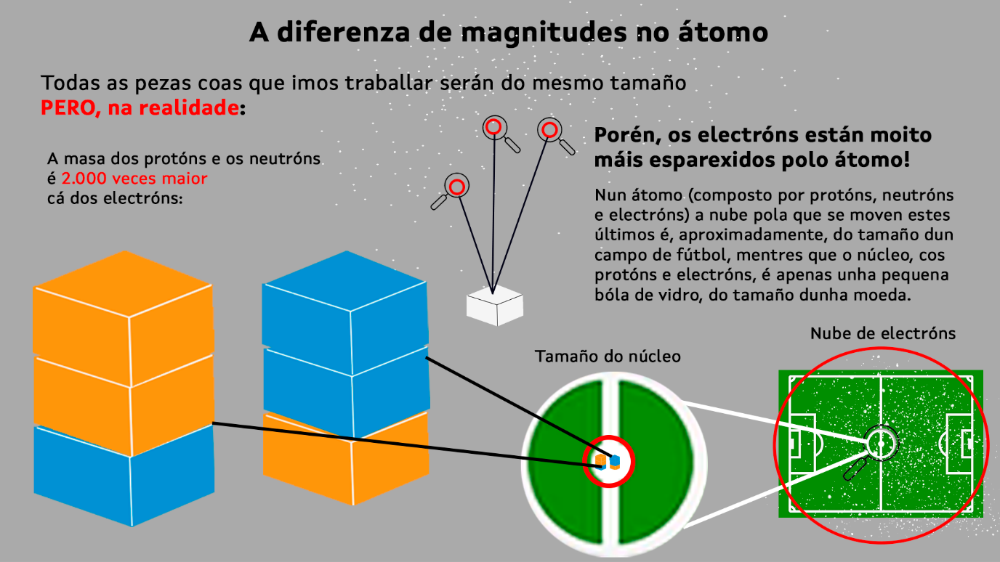 A diferenza de magnitudes no átomo
Todas as pezas coas que imos traballar serán do mesmo tamaño
PERO, na realidade:
A masa dos protóns e os neutróns
é 2.000 veces maior
cá dos electróns:
Porén, os electróns están moito
máis esparexidos polo átomo!
Nun átomo (composto por protóns, neutróns
e electróns) a nube pola que se moven estes
últimos é, aproximadamente, do tamaño dun
campo de fútbol, mentres que o núcleo, cos
protóns e electróns, é apenas unha pequena
bóla de vidro, do tamaño dunha moeda.
Nube de electróns
Tamaño do núcleo